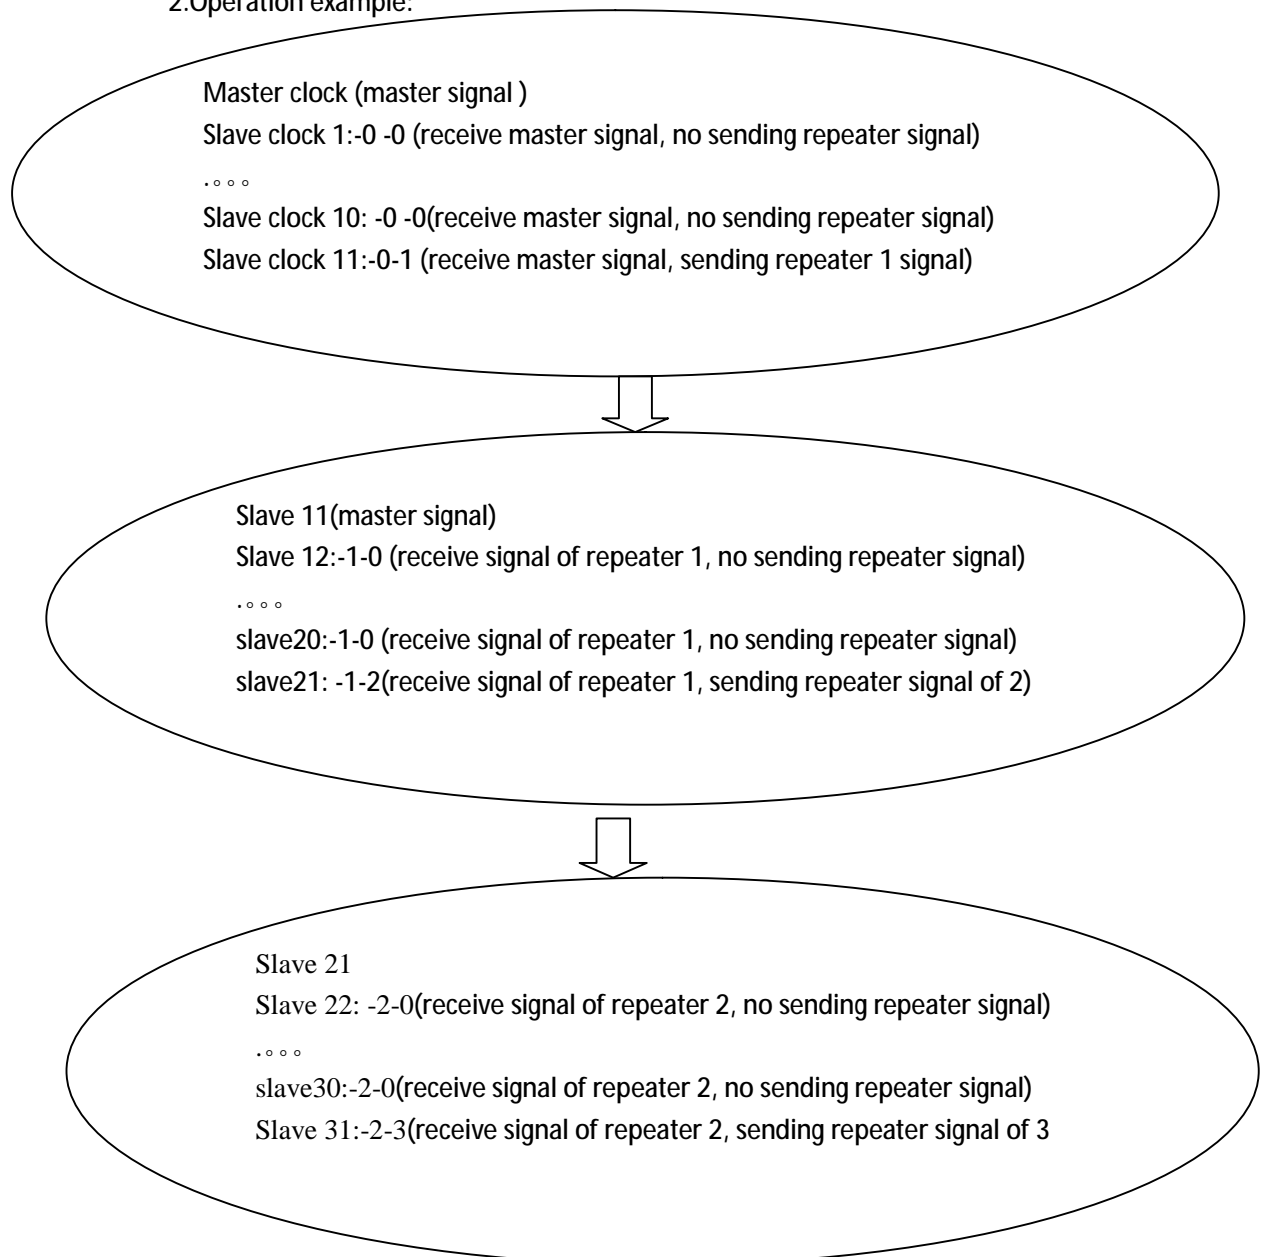 2.Operation example:
Master clock (master signal )
Slave clock 1:-0 -0 (receive master signal, no sending repeater signal)
.。。。
Slave clock 10: -0 -0(receive master signal, no sending repeater signal)
Slave clock 11:-0-1 (receive master signal, sending repeater 1 signal)
Slave 11(master signal)
Slave 12:-1-0 (receive signal of repeater 1, no sending repeater signal)
.。。。
slave20:-1-0 (receive signal of repeater 1, no sending repeater signal)
slave21: -1-2(receive signal of repeater 1, sending repeater signal of 2)
Slave 21
Slave 22: -2-0(receive signal of repeater 2, no sending repeater signal)
.。。。
slave30:-2-0(receive signal of repeater 2, no sending repeater signal)
Slave 31:-2-3(receive signal of repeater 2, sending repeater signal of 3